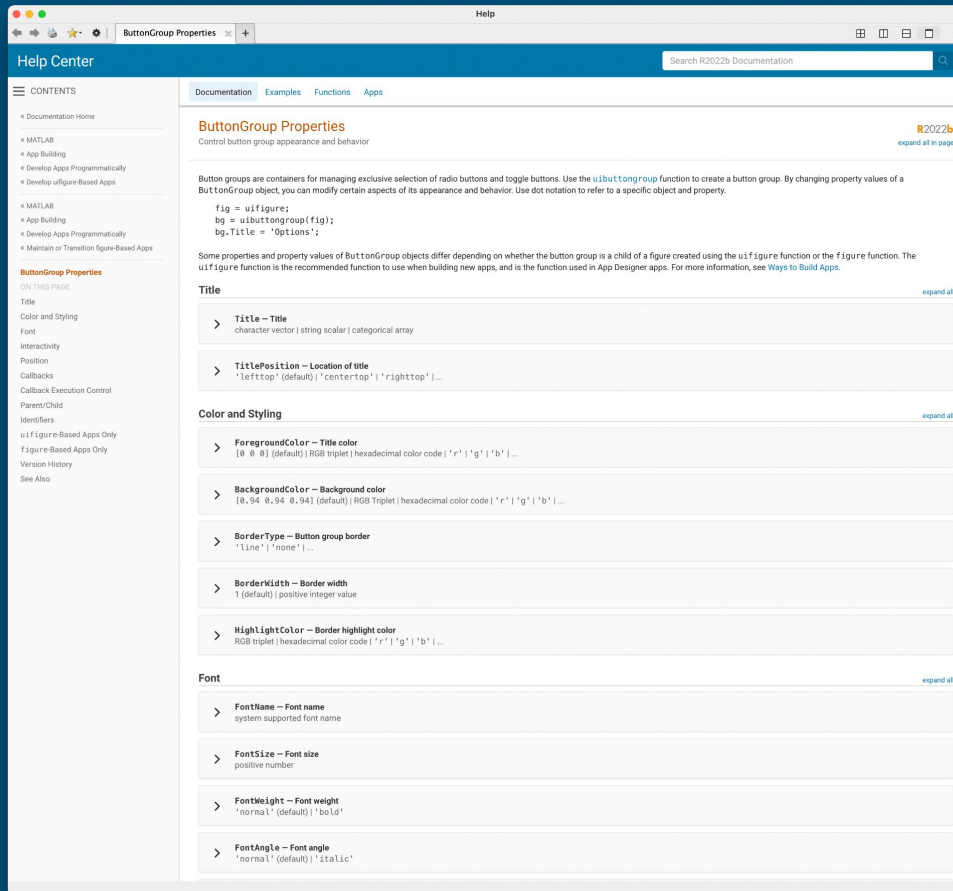 Help
ButtonGroup Properties
Help Center
Search R2022b Documentation
CONTENTS
« Documentation Home
« MATLAB
« App Building
« Develop Apps Programmatically
« Develop uifigure-Based Apps
« MATLAB
« App Building
« Develop Apps Programmatically
« Maintain or Transition figure-Based Apps
ButtonGroup Properties
ON THIS PAGE
Title
Color and Styling
Font
Interactivity
Position
Callbacks
Callback Execution Control
Parent/Child
Identifiers
uifigure-Based Apps Only
figure-Based Apps Only
Version History
See Also
Documentation Examples Functions Apps
ButtonGroup Properties
Control button group appearance and behavior
R2022b
expand all in page
Button groups are containers for managing exclusive selection of radio buttons and toggle buttons. Use the uibuttongroup function to create a button group. By changing property values of a
ButtonGroup object, you can modify certain aspects of its appearance and behavior. Use dot notation to refer to a specific object and property.
fig = uifigure;
bg = uibuttongroup(fig);
bg.Title = 'Options';
Some properties and property values of ButtonGroup objects differ depending on whether the button group is a child of a figure created using the uifigure function or the figure function. The
uifigure function is the recommended function to use when building new apps, and is the function used in App Designer apps. For more information, see Ways to Build Apps.
Title
expand all
Title — Title
character vector | string scalar | categorical array
TitlePosition — Location of title
'lefttop' (default) | 'centertop' | 'righttop' | ...
Color and Styling
expand all
ForegroundColor — Title color
[0 0 0] (default) | RGB triplet | hexadecimal color code | 'r' | 'g' | 'b' | ...
BackgroundColor — Background color
[0.94 0.94 0.94] (default) | RGB Triplet | hexadecimal color code | 'r' | 'g' | 'b' | ...
BorderType — Button group border
'line' | 'none' | ...
BorderWidth — Border width
1 (default) | positive integer value
HighlightColor — Border highlight color
RGB triplet | hexadecimal color code | 'r' | 'g' | 'b' | ...
Font
expand all
FontName — Font name
system supported font name
FontSize — Font size
positive number
FontWeight — Font weight
'normal' (default) | 'bold'
FontAngle — Font angle
'normal' (default) | 'italic'